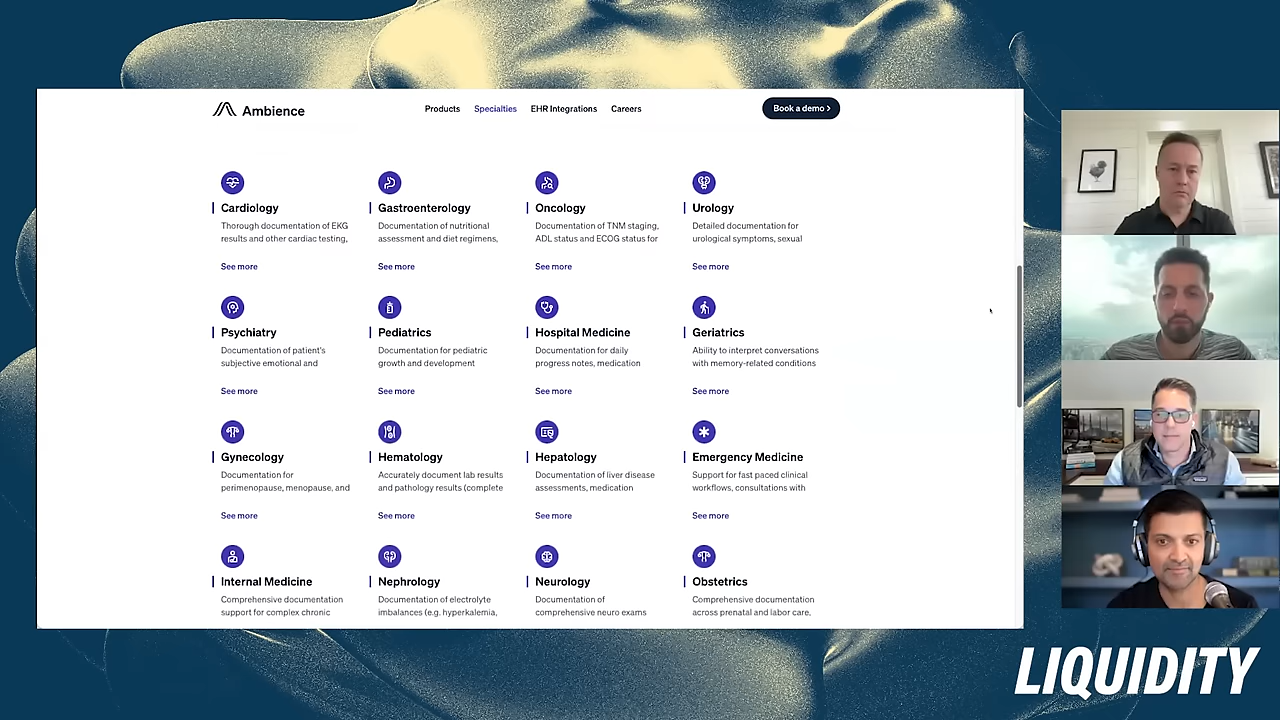 Ambience
Products Specialties EHR Integrations Careers
Book a demo
Cardiology
Thorough documentation of EKG
results and other cardiac testing,
See more
Gastroenterology
Documentation of nutritional
assessment and diet regimens,
See more
Oncology
Documentation of TNM staging,
ADL status and ECOG status for
See more
Urology
Detailed documentation for
urological symptoms, sexual
See more
Psychiatry
Documentation of patient's
subjective emotional and
See more
Pediatrics
Documentation for pediatric
growth and development
See more
Hospital Medicine
Documentation for daily
progress notes, medication
See more
Geriatrics
Ability to interpret conversations
with memory-related conditions
See more
Gynecology
Documentation for
perimenopause, menopause, and
See more
Hematology
Accurately document lab results
and pathology results (complete
See more
Hepatology
Documentation of liver disease
assessments, medication
See more
Emergency Medicine
Support for fast paced clinical
workflows, consultations with
See more
Internal Medicine
Comprehensive documentation
support for complex chronic
Nephrology
Documentation of electrolyte
imbalances (e.g. hyperkalemia,
Neurology
Documentation of
comprehensive neuro exams
Obstetrics
Comprehensive documentation
across prenatal and labor care,
LIQUIDITY